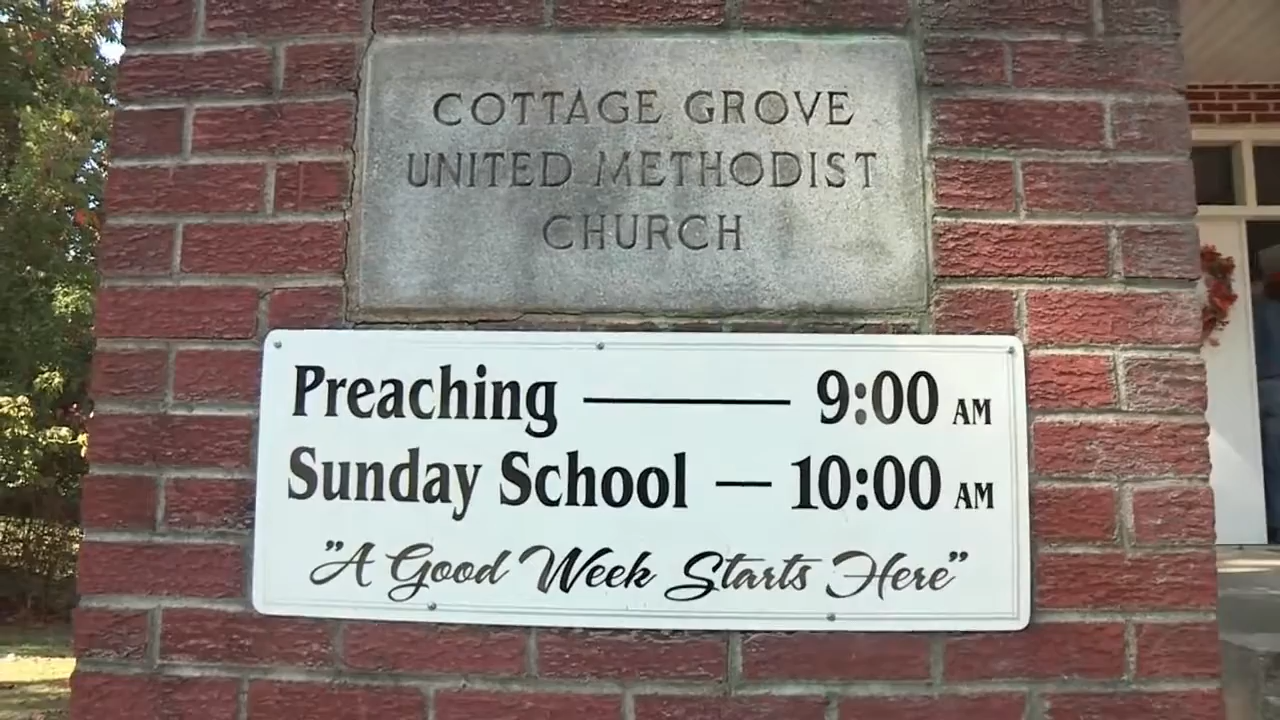 COTTAGE GROVE
UNITED METHODIST
CHURCH
Preaching — 9:00 AM
Sunday School — 10:00 AM
"A Good Week Starts Here"